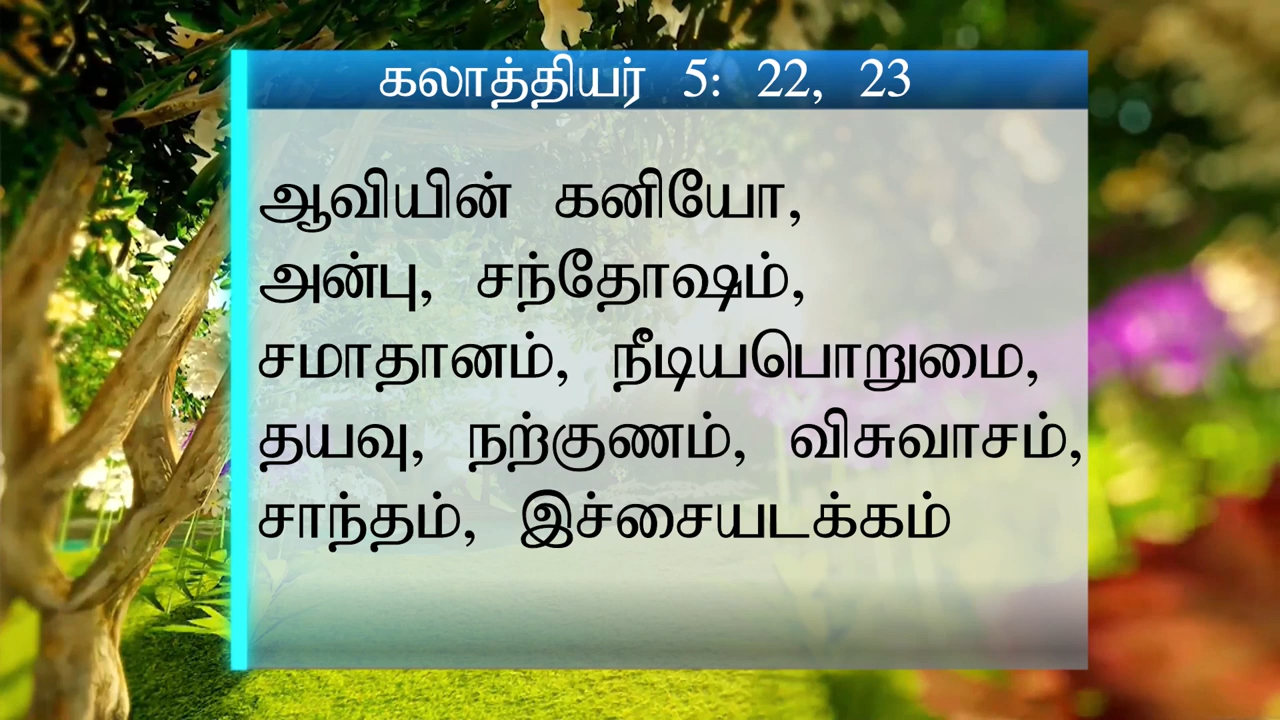 கலாத்தியர் 5: 22, 23
ஆவியின் கனியோ,
அன்பு, சந்தோஷம்,
சமாதானம், நீடியபொறுமை,
தயவு, நற்குணம், விசுவாசம்,
சாந்தம், இச்சையடக்கம்